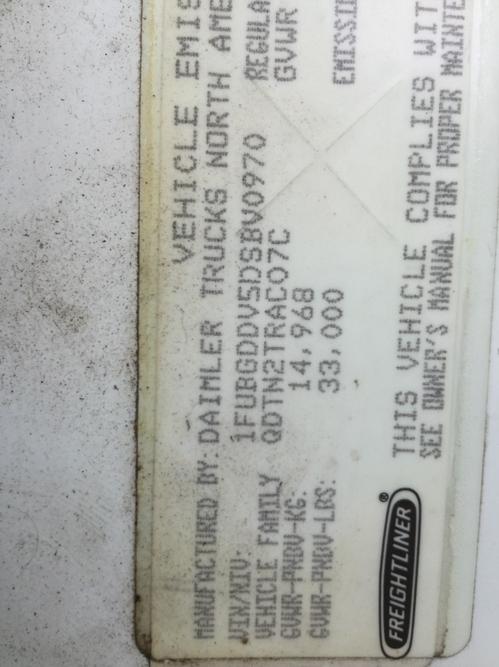 VEHICLE EMIS
MANUFACTURED BY: DAIMLER TRUCKS NORTH AME
VIN/NIV: 1FUBGDDV5DSBV0970 REGULA
VEHICLE FAMILY QDTN2TRAC07C GVWR
GVWR-PNBV-KG: 14,968
GVWR-PNBV-LBS: 33,000 EMISSI
THIS VEHICLE COMPLIES WIT
SEE OWNER'S MANUAL FOR PROPER MAINTE
FREIGHTLINER®